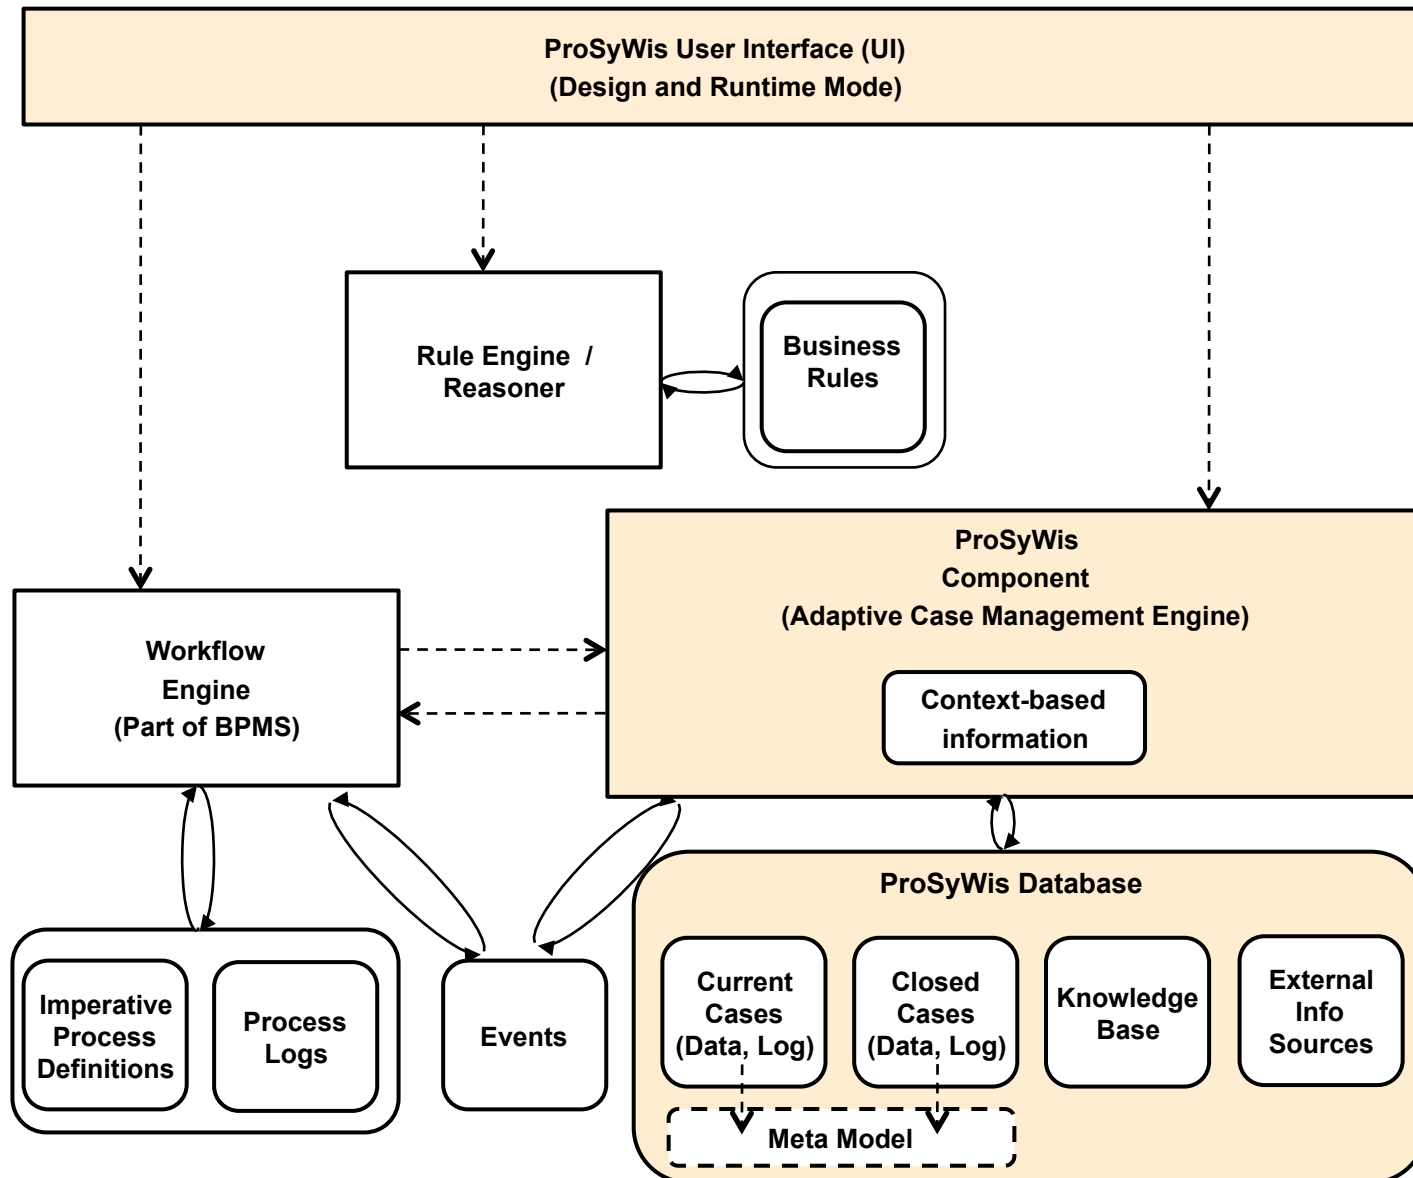 ProSyWis User Interface (UI)
(Design and Runtime Mode)
Rule Engine /
Reasoner
Business
Rules
ProSyWis
Component
(Adaptive Case Management Engine)
Context-based
information
Workflow
Engine
(Part of BPMS)
ProSyWis Database
Imperative
Process
Definitions
Process
Logs
Events
Current
Cases
(Data, Log)
Closed
Cases
(Data, Log)
Knowledge
Base
External
Info
Sources
Meta Model